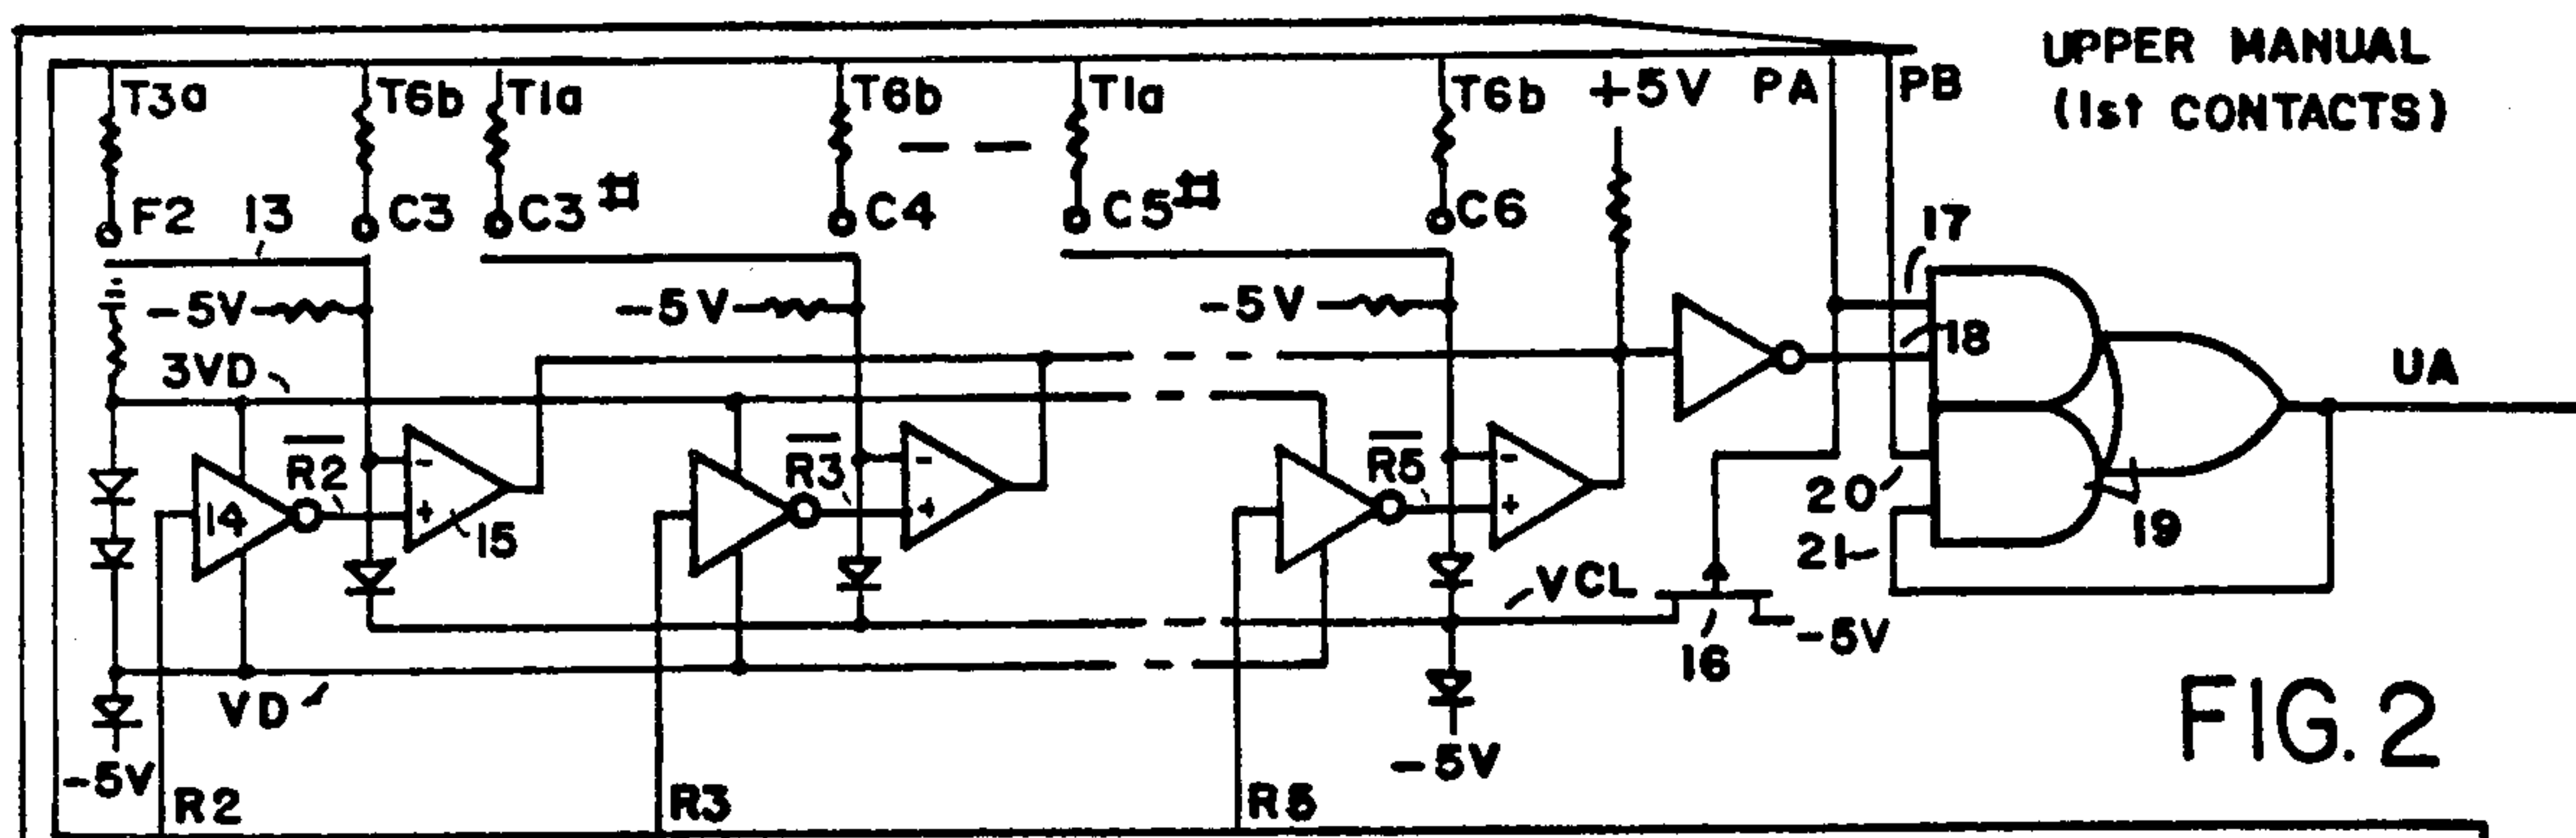 UPPER MANUAL
(1st CONTACTS)
T3a T6b T1a T6b T1a T6b +5V PA PB
F2 13 C3 C3# C4 C5# C6
17
18
-5V -5V -5V
3VD
UA
R2 R3 R5
14 15
20
19
21
VCL
16
-5V
VD
-5V
-5V
R2 R3 R5
FIG. 2